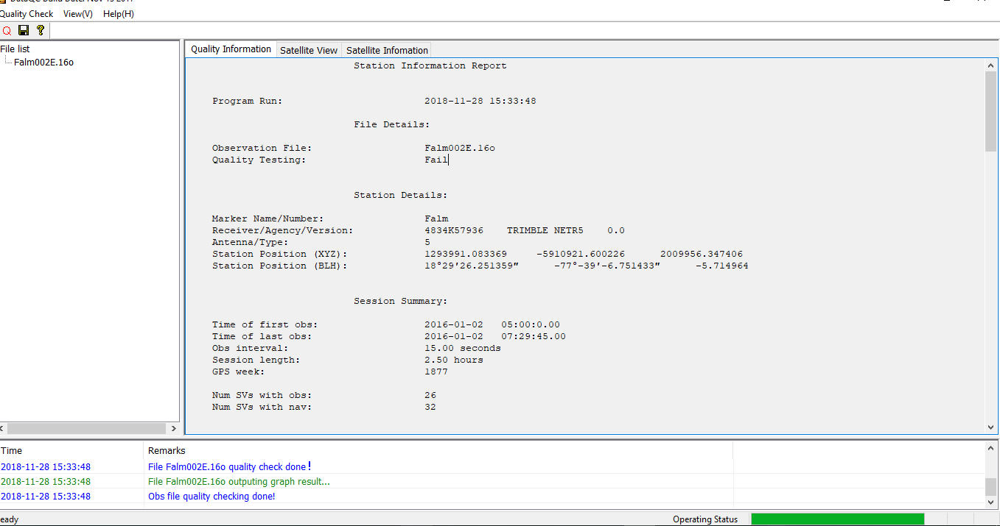 DataQC Build Date: Nov 15 2017
Quality Check View(V) Help(H)
File list
Falm002E.16o
Quality Information Satellite View Satellite Infomation
Station Information Report
Program Run: 2018-11-28 15:33:48
File Details:
Observation File: Falm002E.16o
Quality Testing: Fail
Station Details:
Marker Name/Number: Falm
Receiver/Agency/Version: 4834K57936 TRIMBLE NETR5 0.0
Antenna/Type: 5
Station Position (XYZ): 1293991.083369 -5910921.600226 2009956.347406
Station Position (BLH): 18°29′26.251359″ -77°-39′-6.751433″ -5.714964
Session Summary:
Time of first obs: 2016-01-02 05:00:0.00
Time of last obs: 2016-01-02 07:29:45.00
Obs interval: 15.00 seconds
Session length: 2.50 hours
GPS week: 1877
Num SVs with obs: 26
Num SVs with nav: 32
Time Remarks
2018-11-28 15:33:48 File Falm002E.16o quality check done！
2018-11-28 15:33:48 File Falm002E.16o outputing graph result...
2018-11-28 15:33:48 Obs file quality checking done!
eady Operating Status